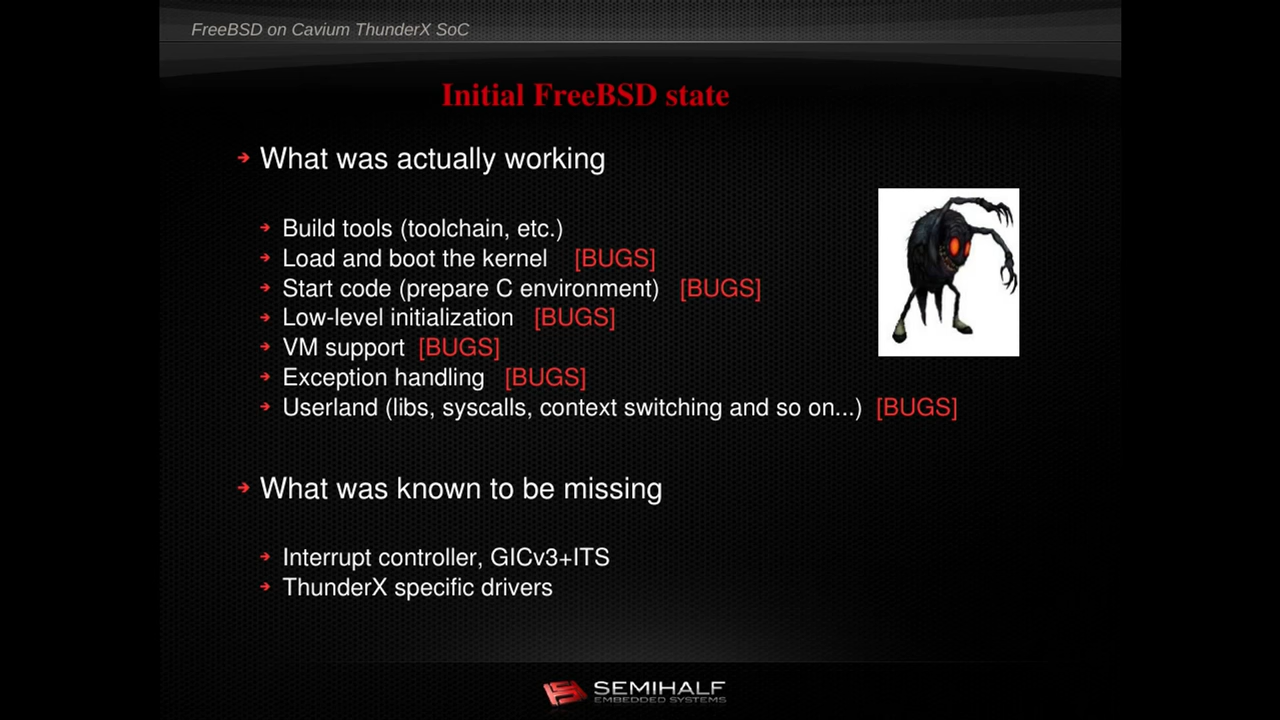 FreeBSD on Cavium ThunderX SoC
Initial FreeBSD state
What was actually working
Build tools (toolchain, etc.)
Load and boot the kernel [BUGS]
Start code (prepare C environment) [BUGS]
Low-level initialization [BUGS]
VM support [BUGS]
Exception handling [BUGS]
Userland (libs, syscalls, context switching and so on...) [BUGS]
What was known to be missing
Interrupt controller, GICv3+ITS
ThunderX specific drivers
SEMIHALF
EMBEDDED SYSTEMS